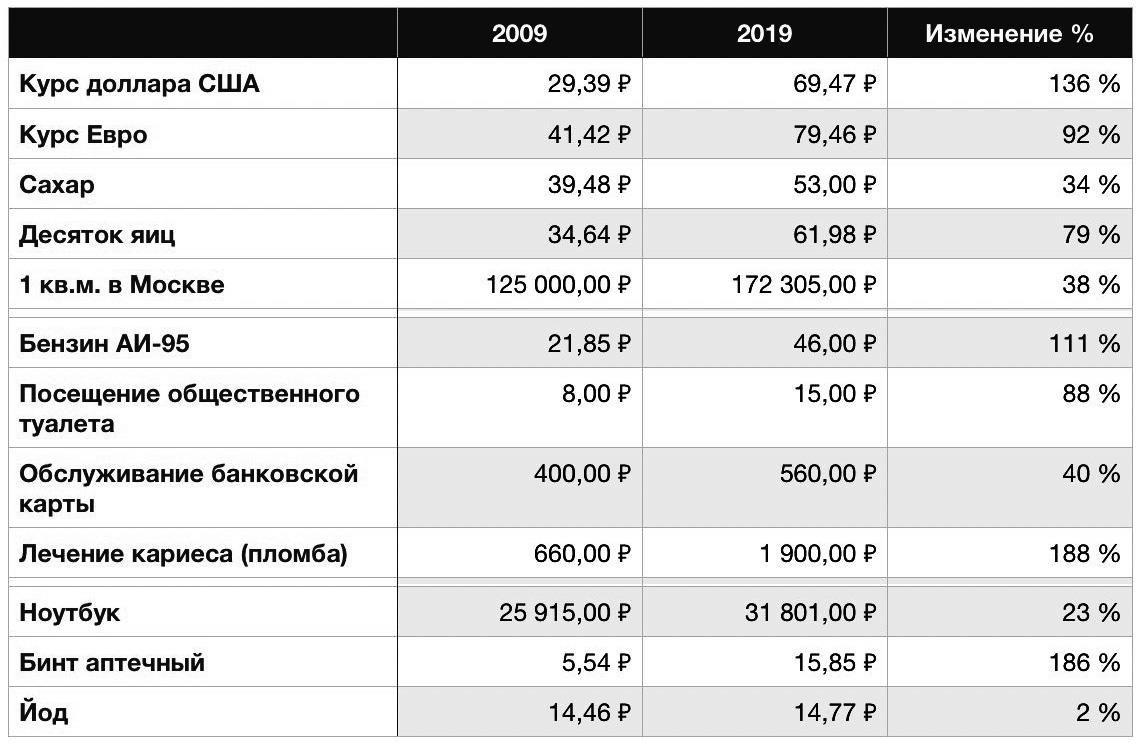 2009 2019 Изменение %
Курс доллара США 29,39 ₽ 69,47 ₽ 136 %
Курс Евро 41,42 ₽ 79,46 ₽ 92 %
Сахар 39,48 ₽ 53,00 ₽ 34 %
Десяток яиц 34,64 ₽ 61,98 ₽ 79 %
1 кв.м. в Москве 125 000,00 ₽ 172 305,00 ₽ 38 %
Бензин АИ-95 21,85 ₽ 46,00 ₽ 111 %
Посещение общественного 8,00 ₽ 15,00 ₽ 88 %
туалета
Обслуживание банковской 400,00 ₽ 560,00 ₽ 40 %
карты
Лечение кариеса (пломба) 660,00 ₽ 1 900,00 ₽ 188 %
Ноутбук 25 915,00 ₽ 31 801,00 ₽ 23 %
Бинт аптечный 5,54 ₽ 15,85 ₽ 186 %
Йод 14,46 ₽ 14,77 ₽ 2 %